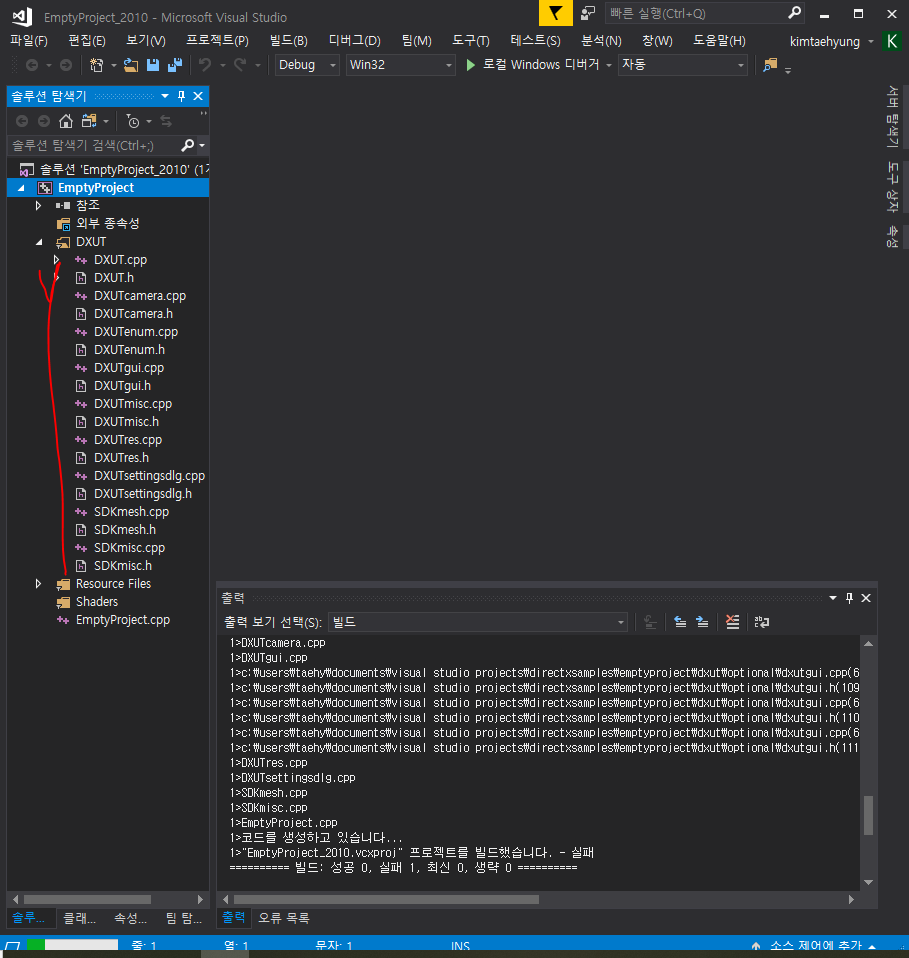 EmptyProject_2010 - Microsoft Visual Studio
빠른 실행(Ctrl+Q)
파일(F) 편집(E) 보기(V) 프로젝트(P) 빌드(B) 디버그(D) 팀(M) 도구(T) 테스트(S) 분석(N) 창(W) 도움말(H) kimtaehyung K
Debug Win32 로컬 Windows 디버거 자동
솔루션 탐색기
솔루션 탐색기 검색(Ctrl+;)
솔루션 'EmptyProject_2010' (1
EmptyProject
참조
외부 종속성
DXUT
DXUT.cpp
DXUT.h
DXUTcamera.cpp
DXUTcamera.h
DXUTenum.cpp
DXUTenum.h
DXUTgui.cpp
DXUTgui.h
DXUTmisc.cpp
DXUTmisc.h
DXUTres.cpp
DXUTres.h
DXUTsettingsdlg.cpp
DXUTsettingsdlg.h
SDKmesh.cpp
SDKmesh.h
SDKmisc.cpp
SDKmisc.h
Resource Files
Shaders
EmptyProject.cpp
솔루... 클래... 속성... 팀 탐...
서버 탐색기
도구 상자
속성
출력
출력 보기 선택(S): 빌드
1>DXUTcamera.cpp
1>DXUTgui.cpp
1>c:₩users₩taehy₩documents₩visual studio projects₩directxsamples₩emptyproject₩dxut₩optional₩dxutgui.cpp(6
1>c:₩users₩taehy₩documents₩visual studio projects₩directxsamples₩emptyproject₩dxut₩optional₩dxutgui.h(109
1>c:₩users₩taehy₩documents₩visual studio projects₩directxsamples₩emptyproject₩dxut₩optional₩dxutgui.cpp(6
1>c:₩users₩taehy₩documents₩visual studio projects₩directxsamples₩emptyproject₩dxut₩optional₩dxutgui.h(110
1>c:₩users₩taehy₩documents₩visual studio projects₩directxsamples₩emptyproject₩dxut₩optional₩dxutgui.cpp(6
1>c:₩users₩taehy₩documents₩visual studio projects₩directxsamples₩emptyproject₩dxut₩optional₩dxutgui.h(111
1>DXUTres.cpp
1>DXUTsettingsdlg.cpp
1>SDKmesh.cpp
1>SDKmisc.cpp
1>EmptyProject.cpp
1>코드를 생성하고 있습니다...
1>"EmptyProject_2010.vcxproj" 프로젝트를 빌드했습니다. - 실패
========== 빌드: 성공 0, 실패 1, 최신 0, 생략 0 ==========
출력 오류 목록
줄: 1 열: 1 문자: 1 INS 소스 제어에 추가